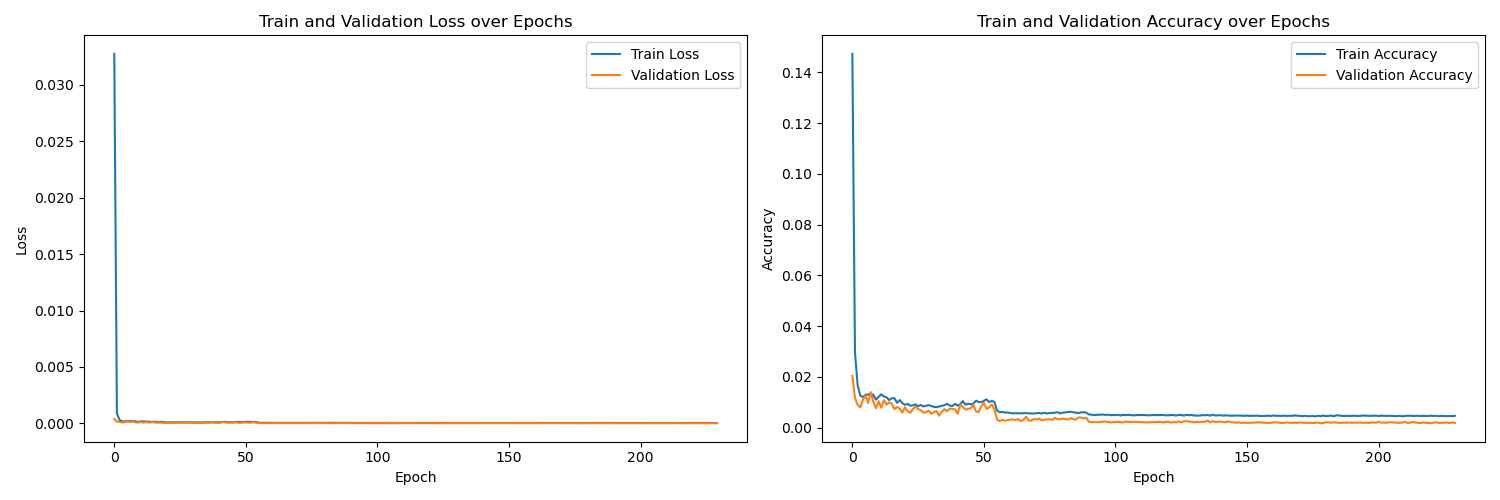 Train and Validation Loss over Epochs
Train Loss
Validation Loss
0.030
0.025
0.020
0.015
0.010
0.005
0.000
Loss
0
50
100
150
200
Epoch
Train and Validation Accuracy over Epochs
Train Accuracy
Validation Accuracy
0.14
0.12
0.10
0.08
0.06
0.04
0.02
0.00
Accuracy
0
50
100
150
200
Epoch